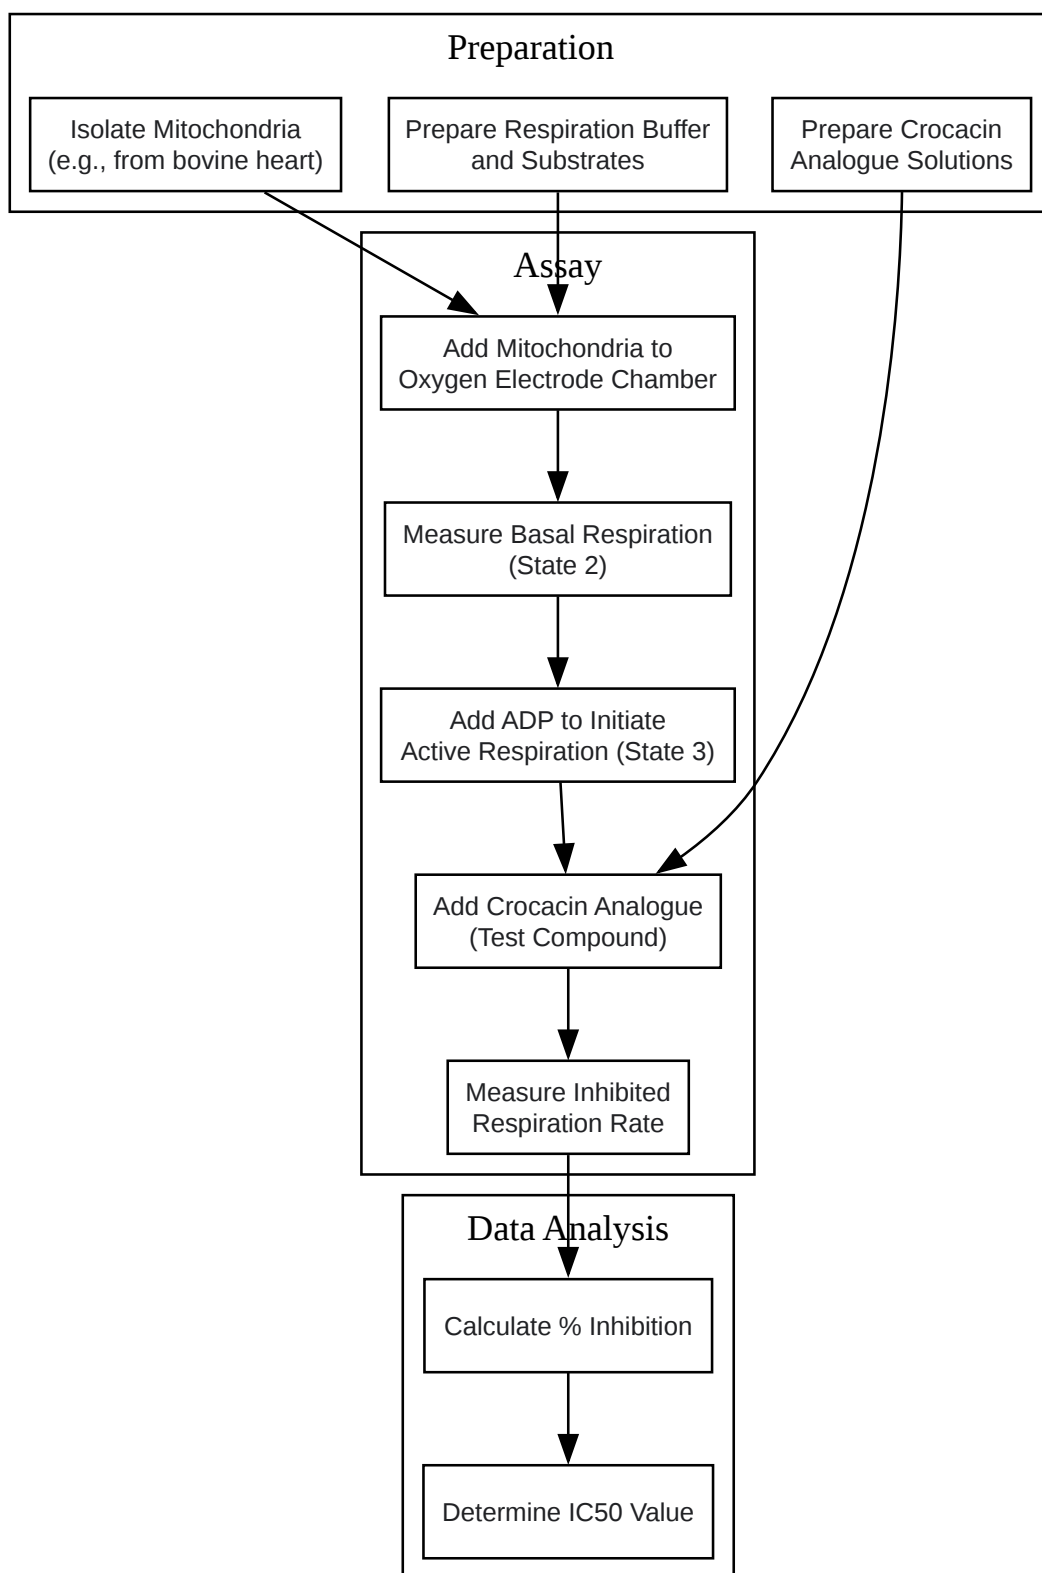 Preparation
Isolate Mitochondria
(e.g., from bovine heart)
Prepare Respiration Buffer
and Substrates
Prepare Crocacin
Analogue Solutions
Assay
Add Mitochondria to
Oxygen Electrode Chamber
Measure Basal Respiration
(State 2)
Add ADP to Initiate
Active Respiration (State 3)
Add Crocacin Analogue
(Test Compound)
Measure Inhibited
Respiration Rate
Data Analysis
Calculate % Inhibition
Determine IC50 Value